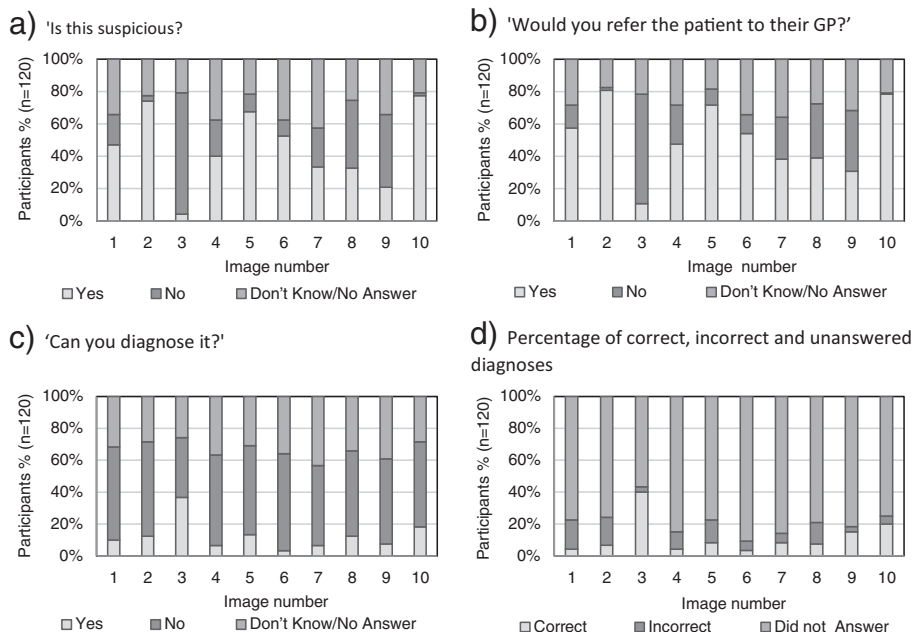 a) 'Is this suspicious?
100%
80%
60%
40%
20%
0%
Participants % (n=120)
1 2 3 4 5 6 7 8 9 10
Image number
Yes No Don't Know/No Answer
b) 'Would you refer the patient to their GP?’
100%
80%
60%
40%
20%
0%
Participants % (n=120)
1 2 3 4 5 6 7 8 9 10
Image number
Yes No Don't Know/No Answer
c) ‘Can you diagnose it?'
100%
80%
60%
40%
20%
0%
Participants % (n=120)
1 2 3 4 5 6 7 8 9 10
Image number
Yes No Don't Know/No Answer
d) Percentage of correct, incorrect and unanswered
diagnoses
100%
80%
60%
40%
20%
0%
Participants % (n=120)
1 2 3 4 5 6 7 8 9 10
Image number
Correct Incorrect Did not Answer